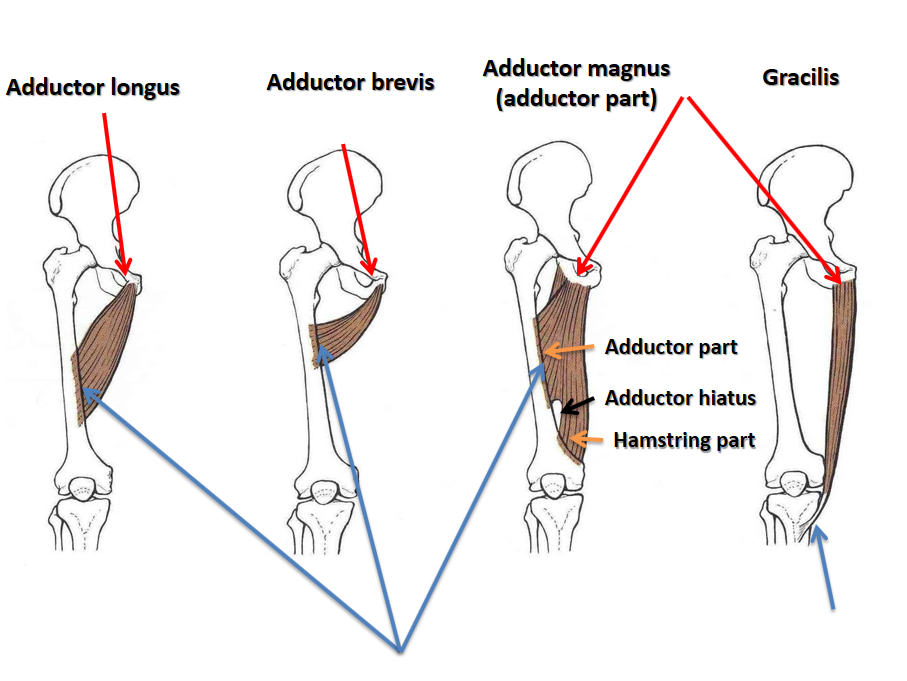 Adductor longus
Adductor brevis
Adductor magnus
(adductor part)
Gracilis
Adductor part
Adductor hiatus
Hamstring part